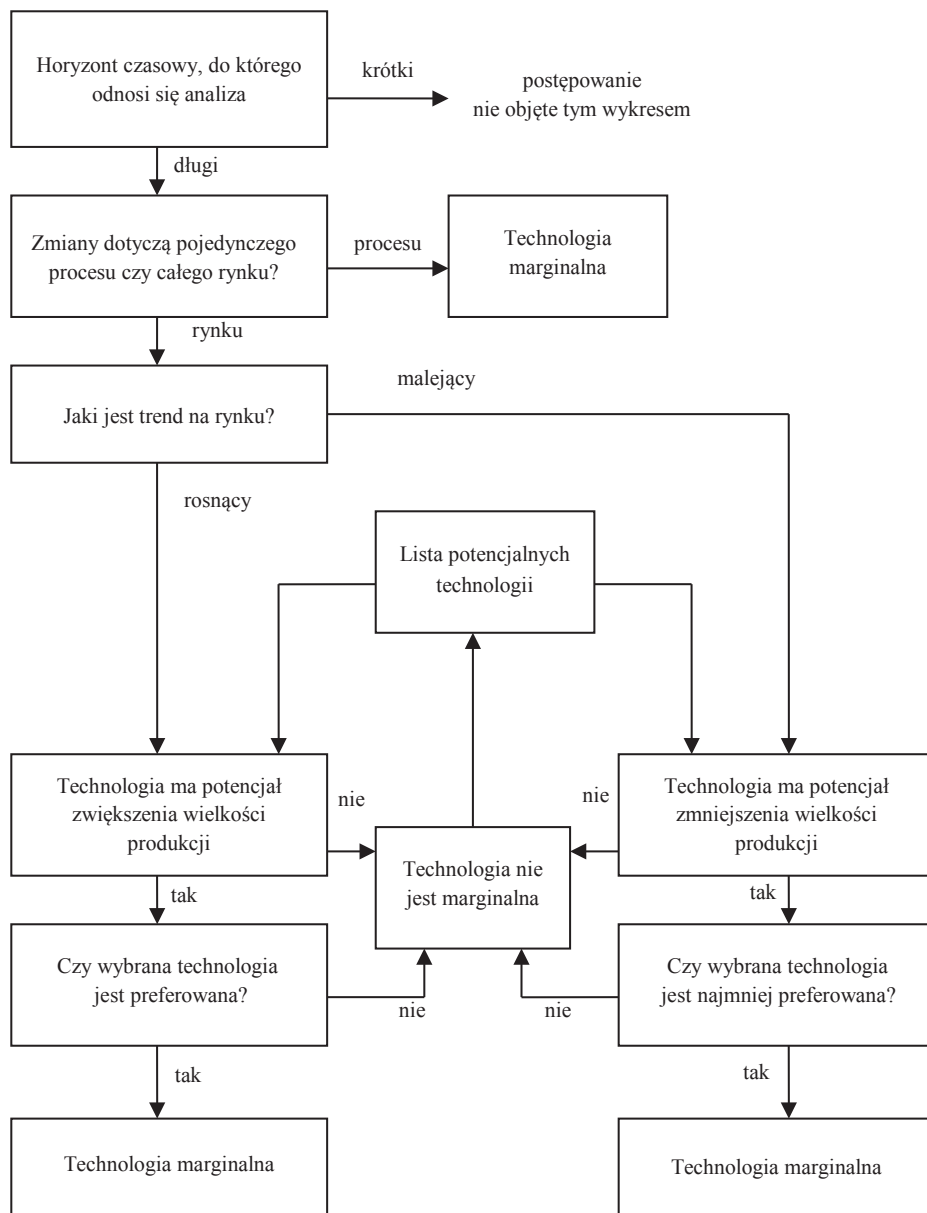 Horyzont czasowy, do którego
odnosi się analiza
krótki
postępowanie
nie objęte tym wykresem
długi
Zmiany dotyczą pojedynczego
procesu czy całego rynku?
procesu
Technologia
marginalna
rynku
Jaki jest trend na rynku?
malejący
rosnący
Lista potencjalnych
technologii
Technologia ma potencjał
zwiększenia wielkości
produkcji
nie
nie
Technologia ma potencjał
zmniejszenia wielkości
produkcji
Technologia nie
jest marginalna
tak
tak
Czy wybrana technologia
jest preferowana?
nie
nie
Czy wybrana technologia
jest najmniej preferowana?
tak
tak
Technologia marginalna
Technologia marginalna